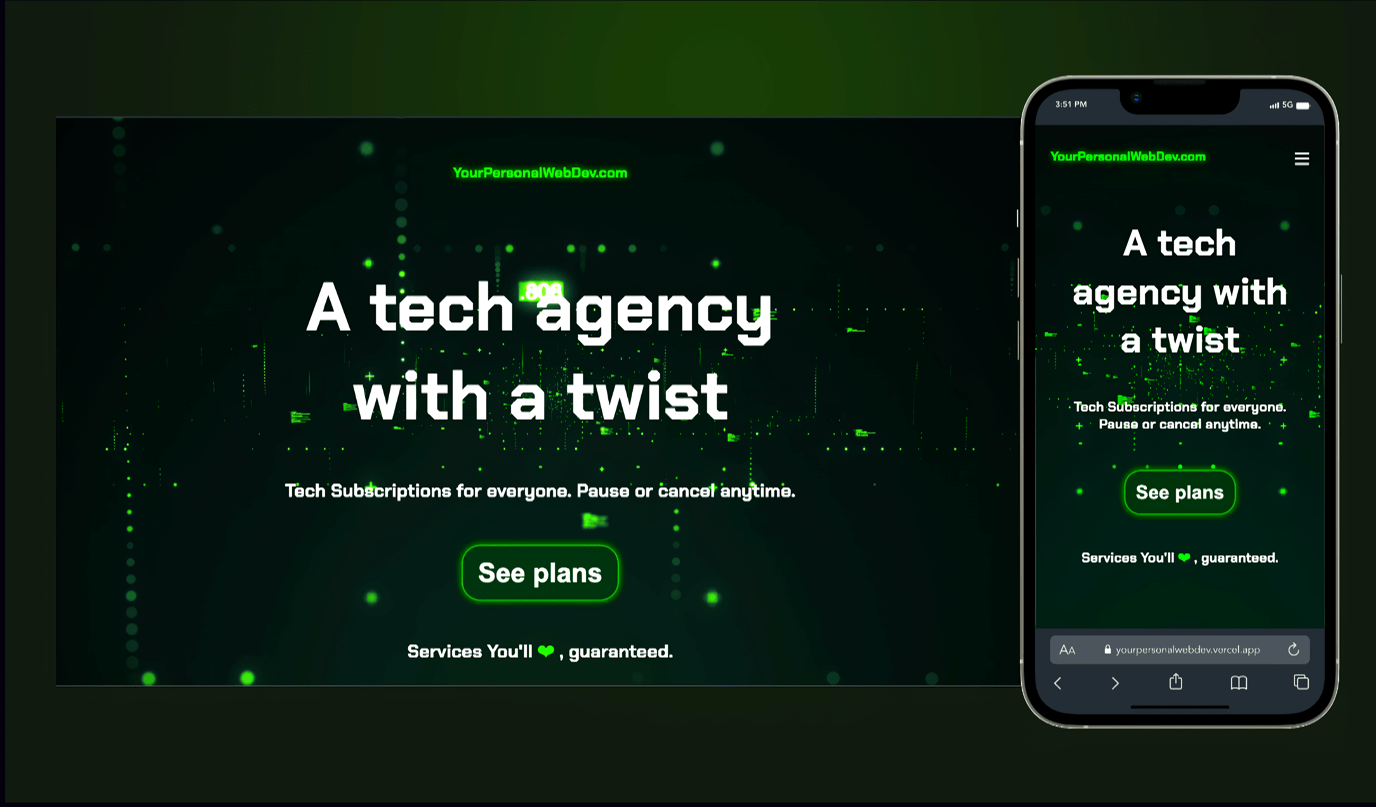 YourPersonalWebDev.com
.808
A tech agency
with a twist
Tech Subscriptions for everyone. Pause or cancel anytime.
See plans
Services You'll ❤ , guaranteed.
3:51 PM
5G
YourPersonalWebDev.com
A tech
agency with
a twist
Tech Subscriptions for everyone.
Pause or cancel anytime.
See plans
Services You'll ❤ , guaranteed.
AA
yourpersonalwebdev.vercel.app